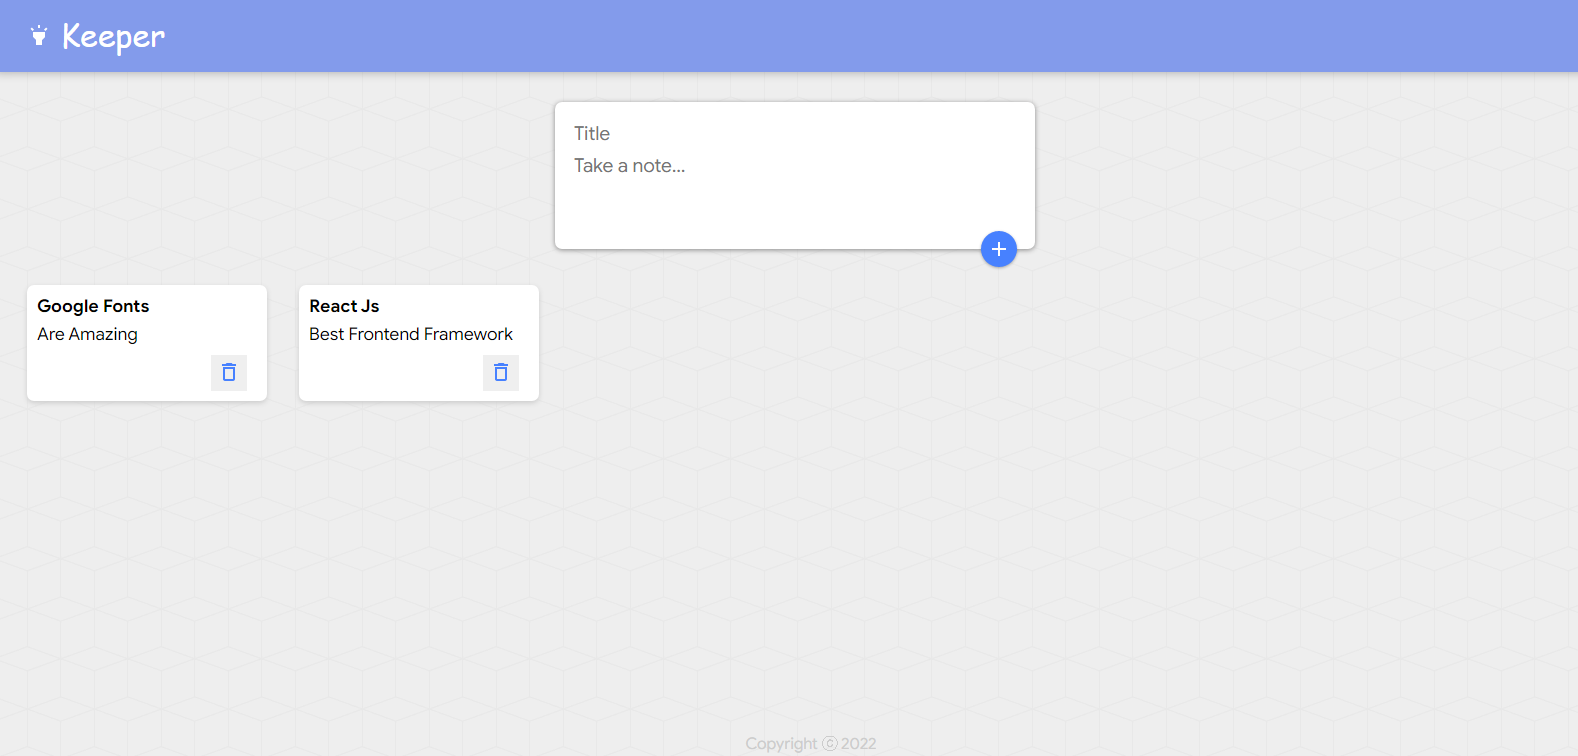 Keeper
Title
Take a note...
Google Fonts
Are Amazing
React Js
Best Frontend Framework
Copyright ⓒ 2022